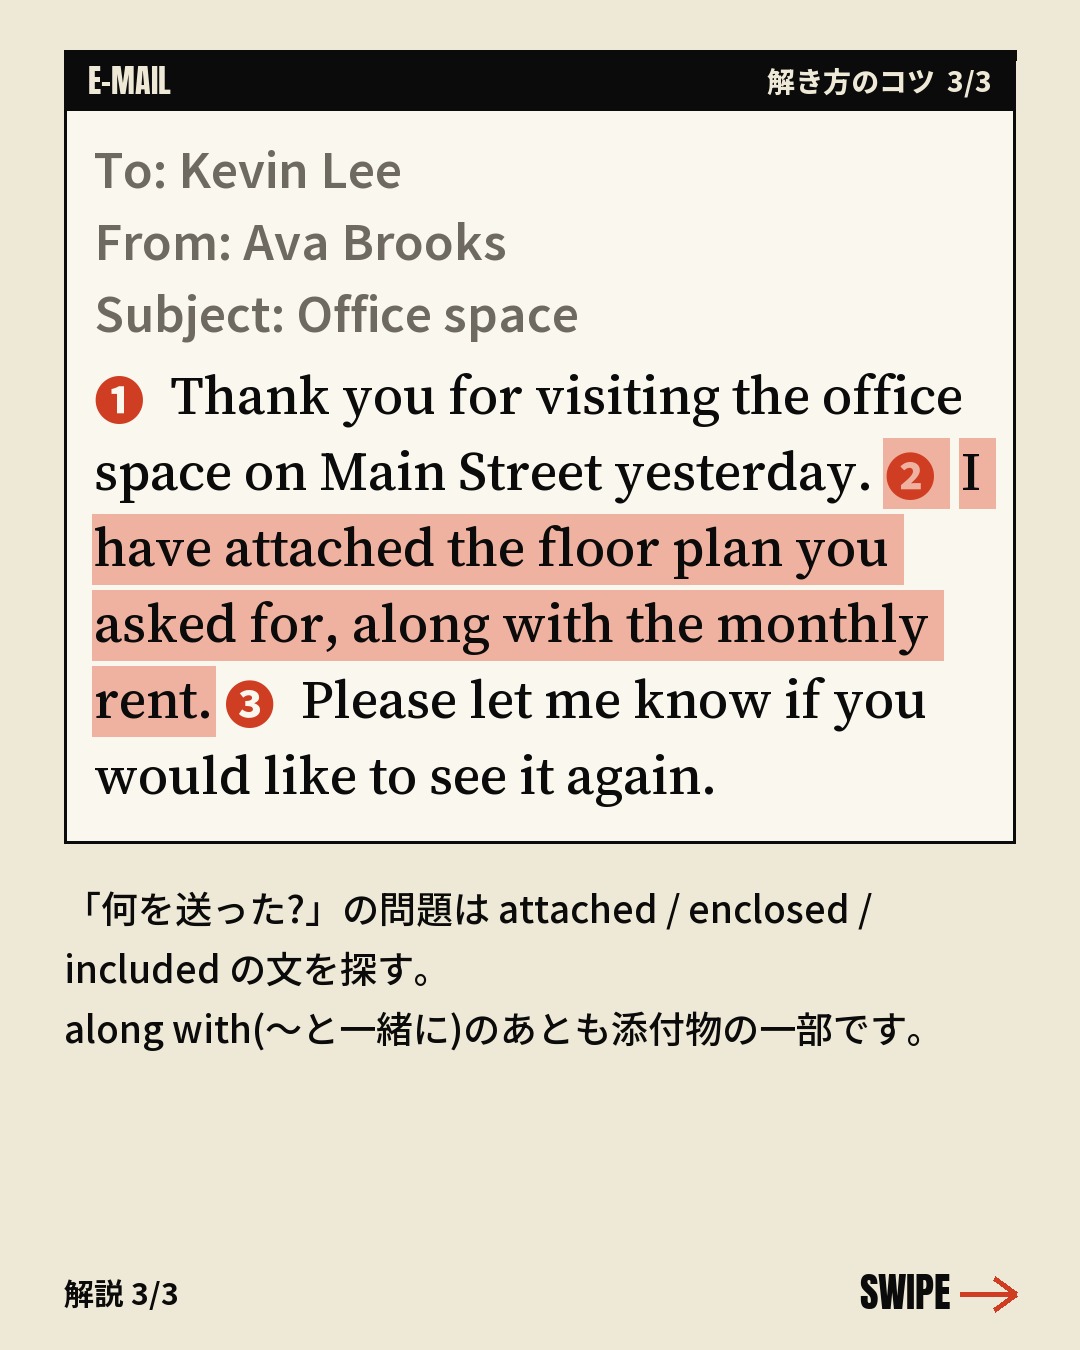 E-MAIL
解き方のコツ 3/3
To: Kevin Lee
From: Ava Brooks
Subject: Office space
❶ Thank you for visiting the office
space on Main Street yesterday. ❷ I
have attached the floor plan you
asked for, along with the monthly
rent. ❸ Please let me know if you
would like to see it again.
「何を送った?」の問題は attached / enclosed /
included の文を探す。
along with(〜と一緒に)のあとも添付物の一部です。
解説 3/3
SWIPE →